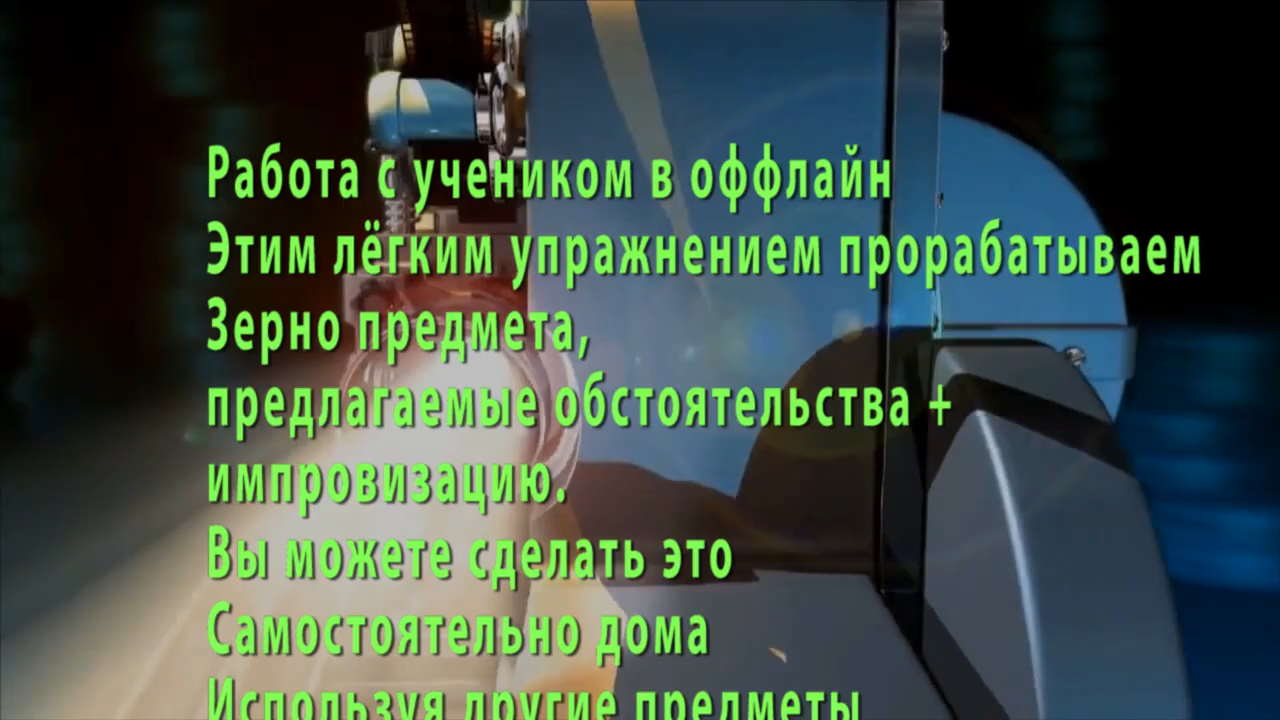 Работа с учеником в оффлайн
Этим лёгким упражнением прорабатываем
Зерно предмета,
предлагаемые обстоятельства +
импровизацию.
Вы можете сделать это
Самостоятельно дома
Используя другие предметы